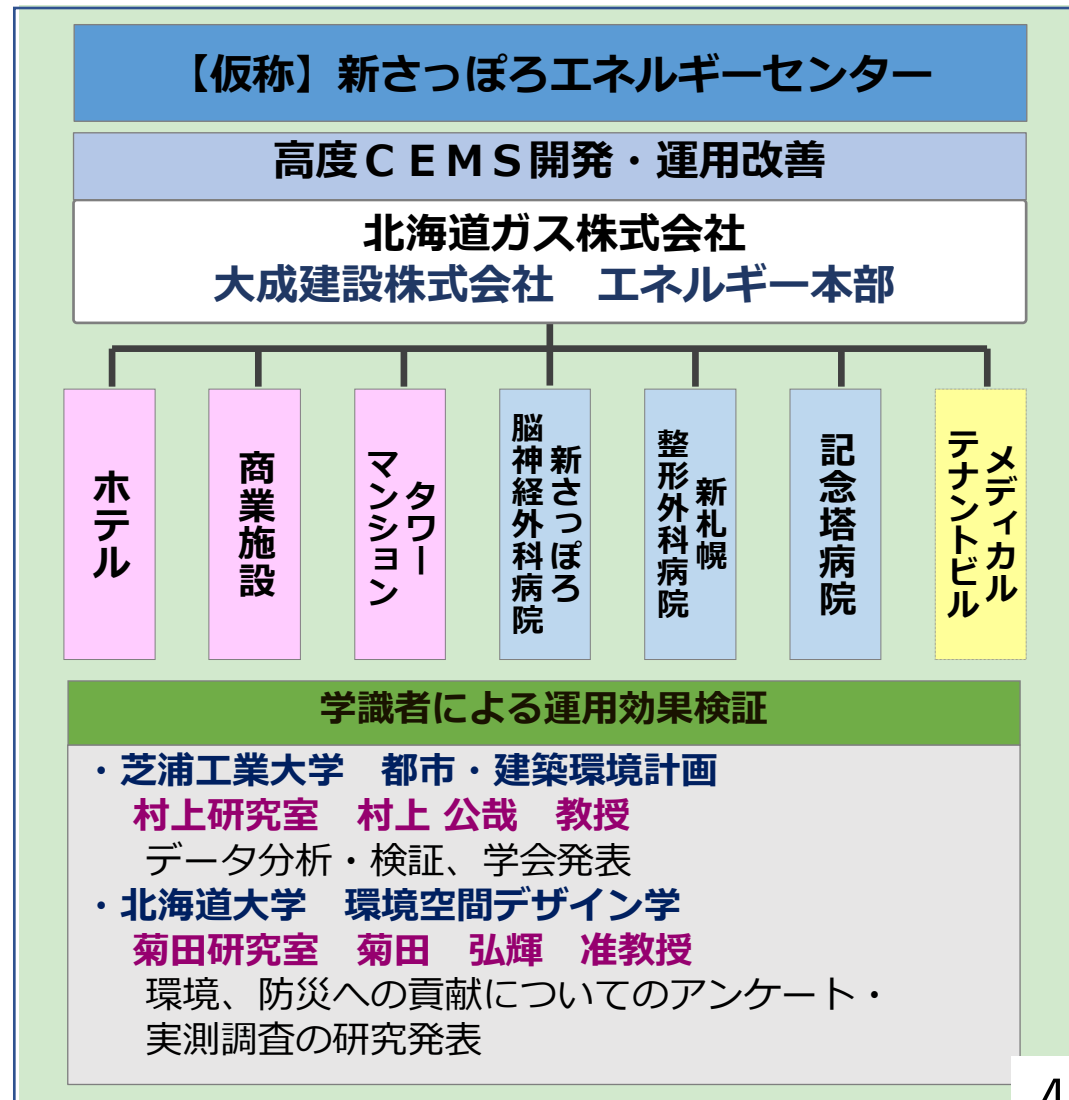 【仮称】新さっぽろエネルギーセンター
高度ＣＥＭＳ開発・運用改善
北海道ガス株式会社
大成建設株式会社　エネルギー本部
ホテル
商業施設
タワー
マンション
新さっぽろ
脳神経外科病院
新札幌
整形外科病院
記念塔病院
メディカル
テナントビル
学識者による運用効果検証
・芝浦工業大学　都市・建築環境計画
村上研究室　村上 公哉　教授
データ分析・検証、学会発表
・北海道大学　環境空間デザイン学
菊田研究室　菊田　弘輝　准教授
環境、防災への貢献についてのアンケート・
実測調査の研究発表
4